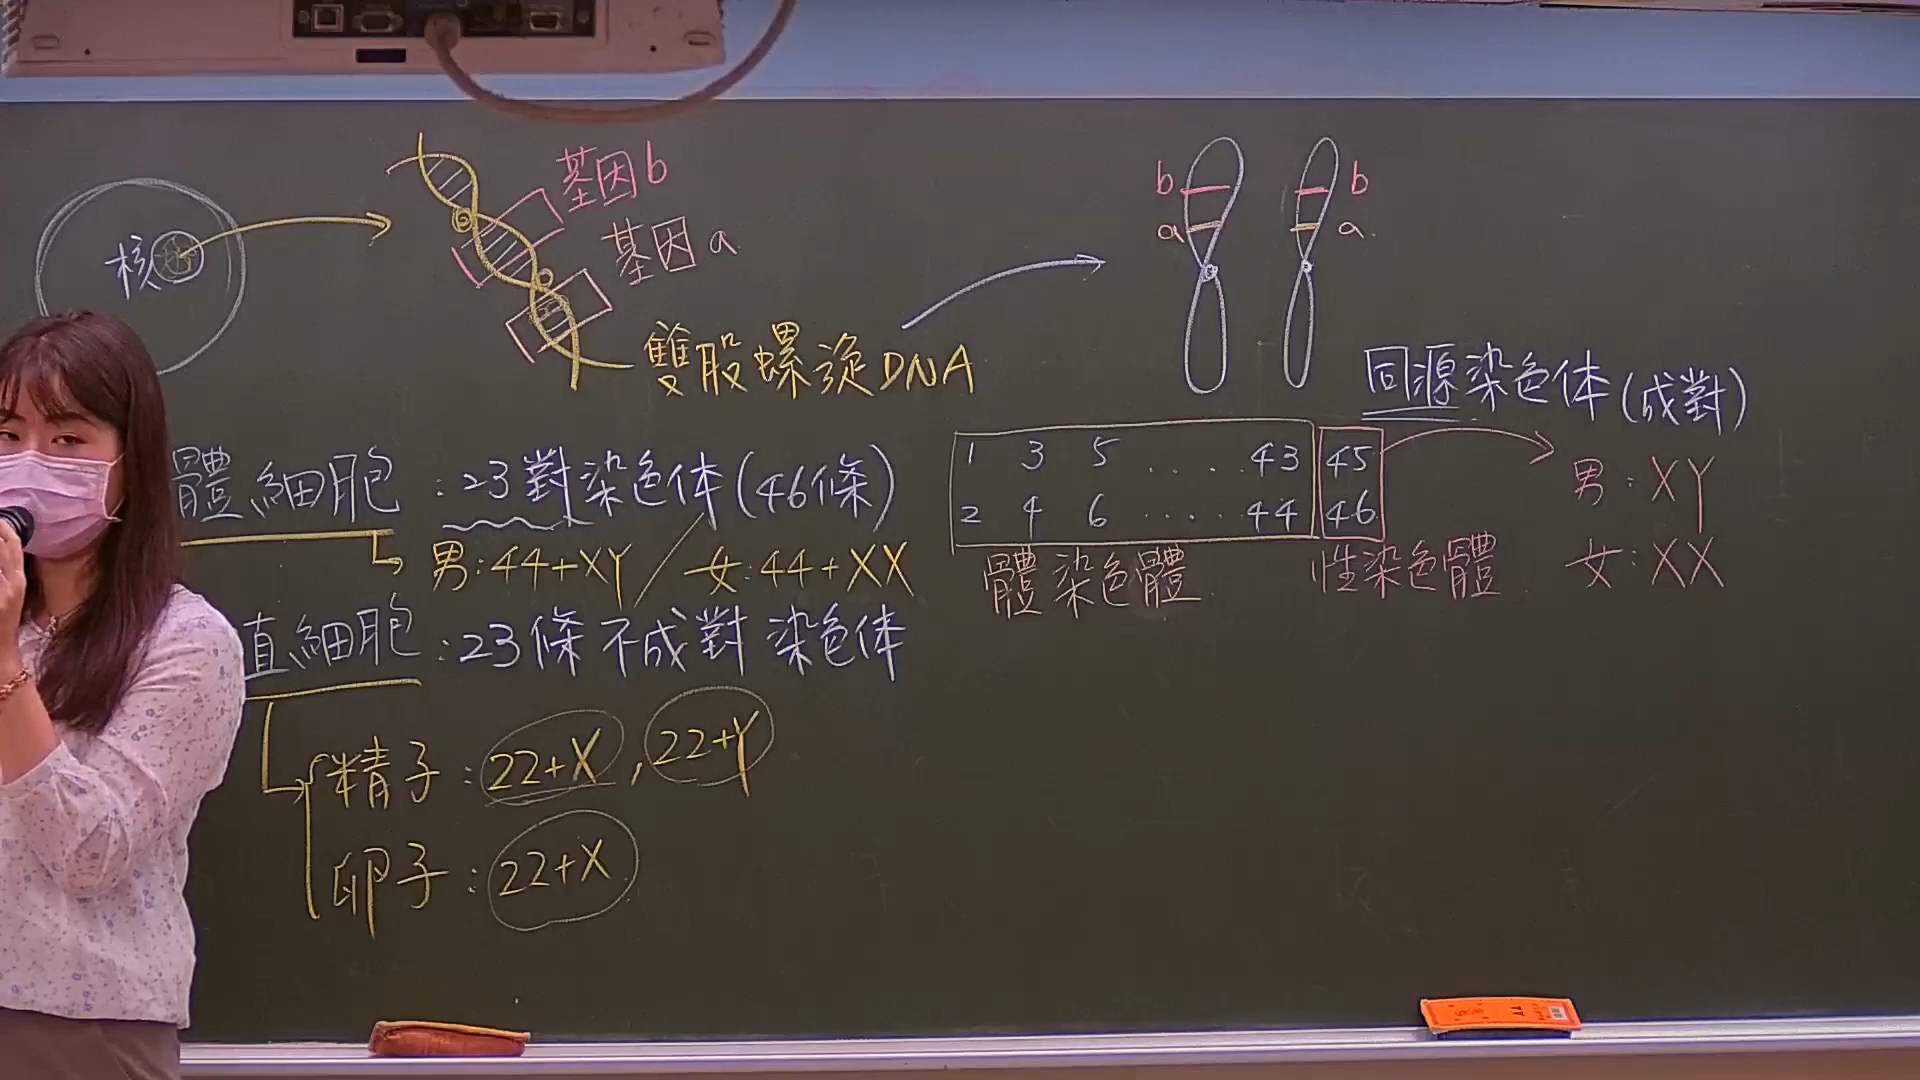 核
基因b
基因a
雙股螺旋DNA
b b
a a
同源染色体(成對)
體細胞:23對染色体(46條)
男:44+XY 女:44+XX
直細胞:23條不成對染色体
精子:22+X,22+Y
卵子:22+X
1 3 5 .... 43 45
2 4 6 ..... 44 46
體染色體 性染色體
男:XY
女:XX